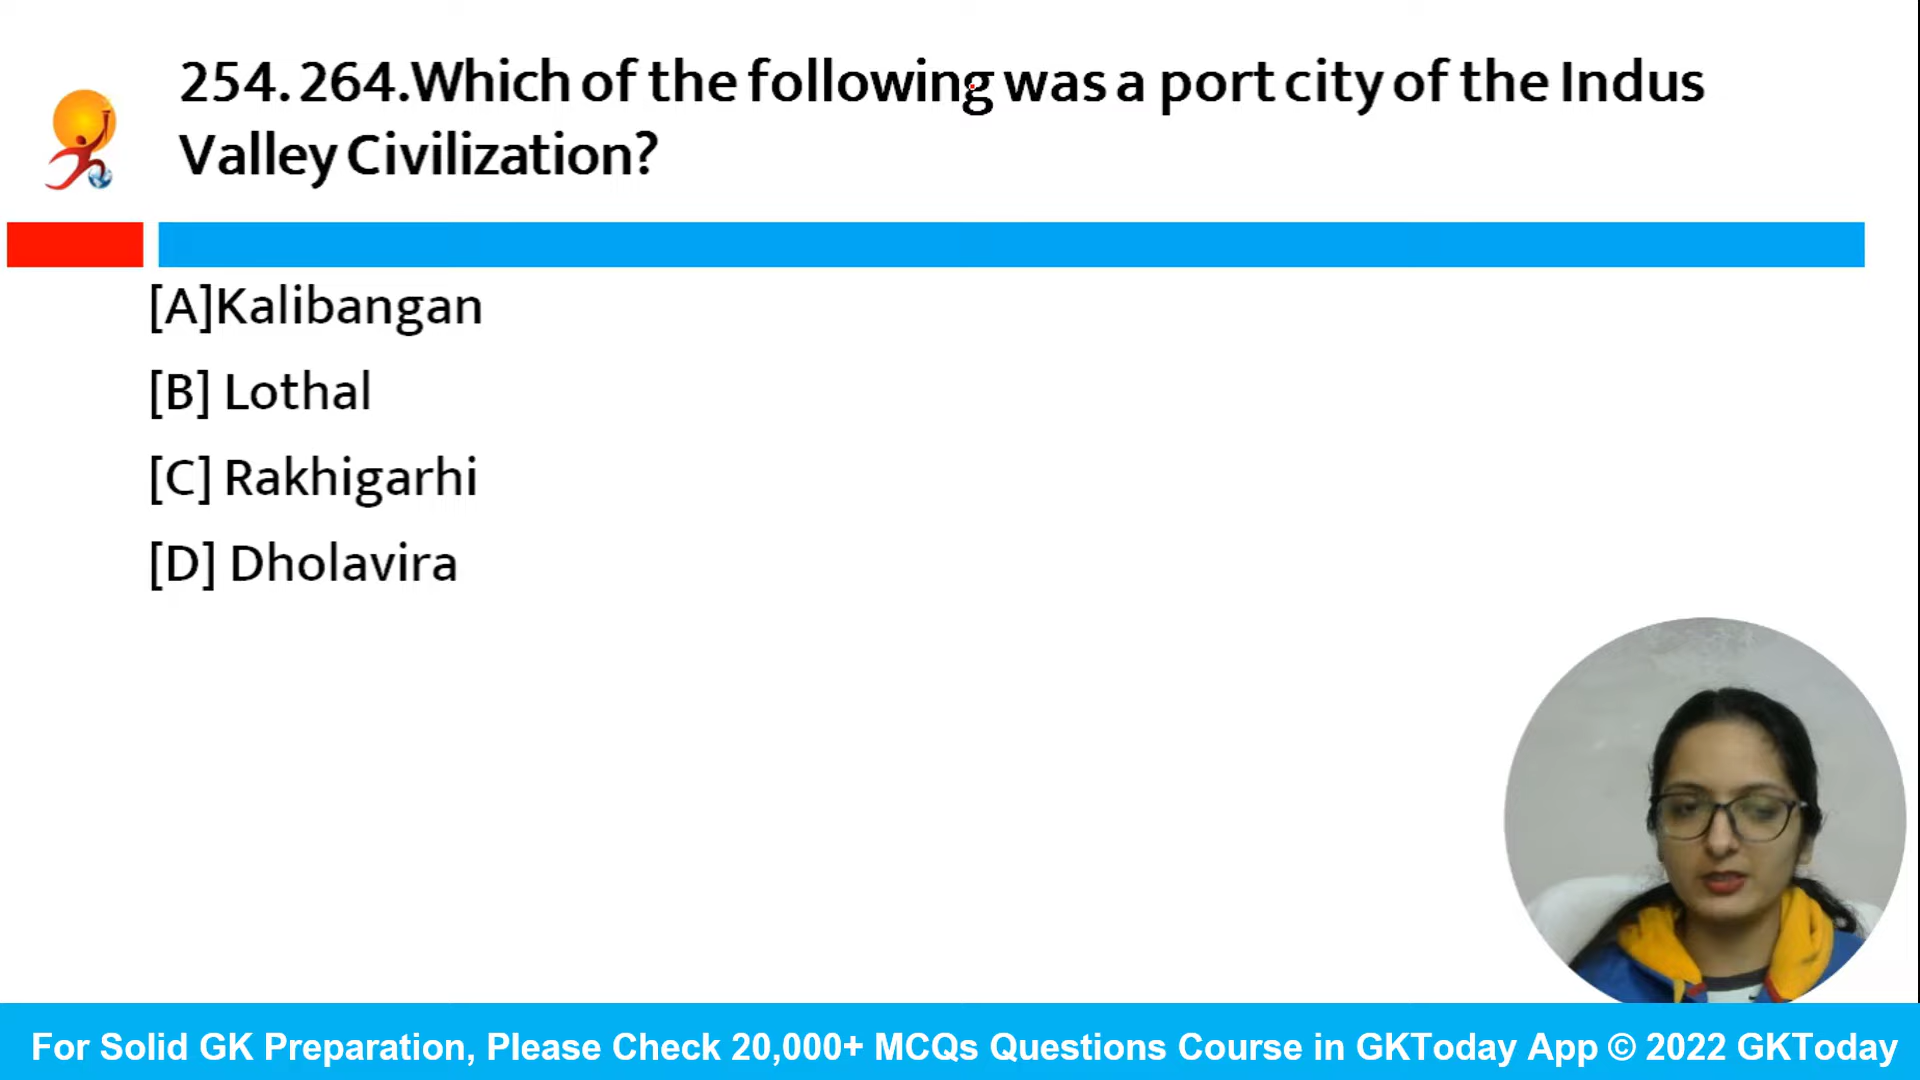 254. 264.Which of the following was a port city of the Indus
Valley Civilization?
[A]Kalibangan
[B] Lothal
[C] Rakhigarhi
[D] Dholavira
For Solid GK Preparation, Please Check 20,000+ MCQs Questions Course in GKToday App © 2022 GKToday